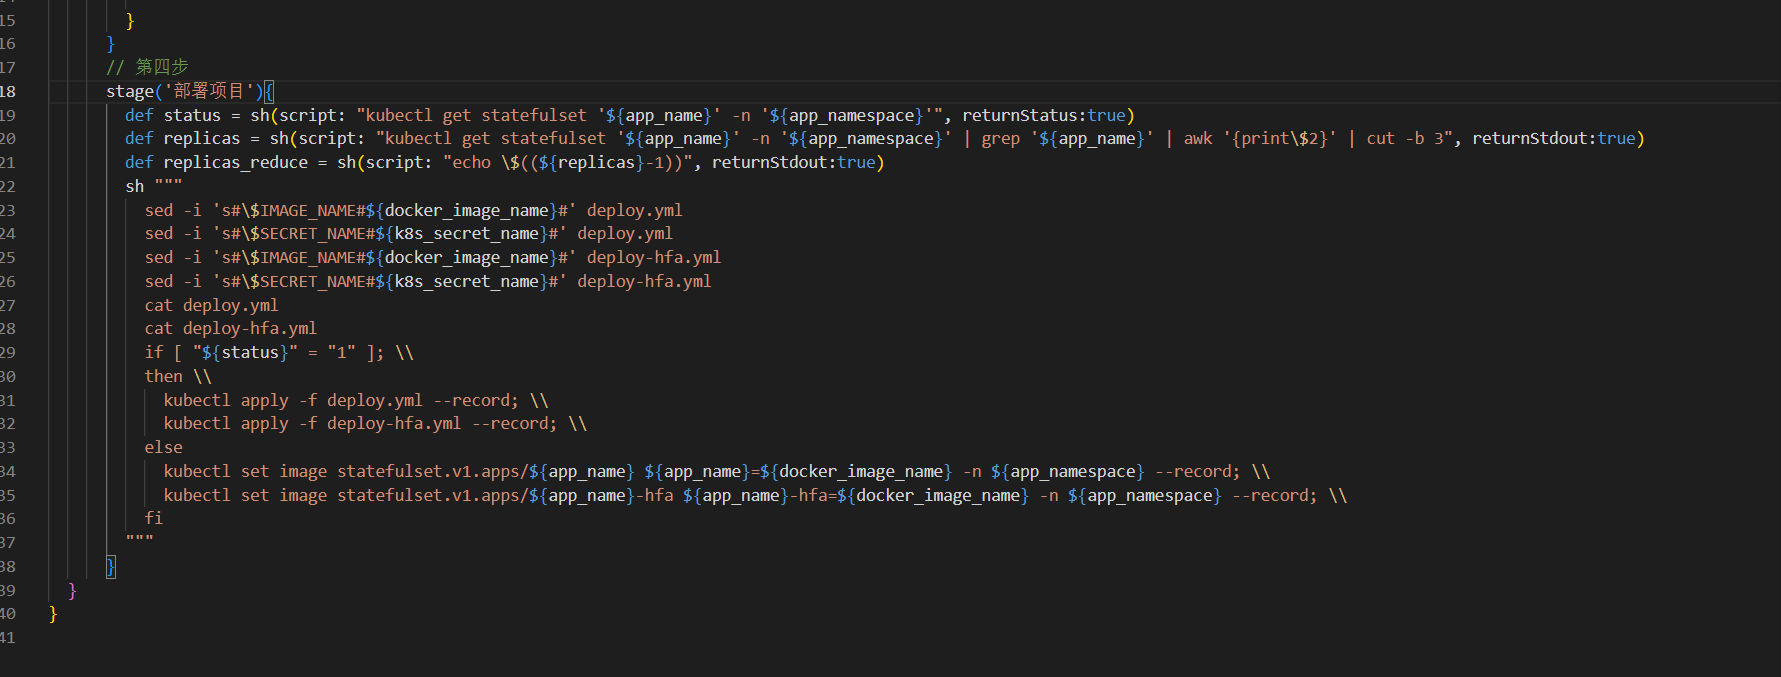 15 }
16 }
17 // 第四步
18 stage('部署项目'){
19 def status = sh(script: "kubectl get statefulset '${app_name}' -n '${app_namespace}'", returnStatus:true)
20 def replicas = sh(script: "kubectl get statefulset '${app_name}' -n '${app_namespace}' | grep '${app_name}' | awk '{print\$2}' | cut -b 3", returnStdout:true)
21 def replicas_reduce = sh(script: "echo \$((${replicas}-1))", returnStdout:true)
22 sh """
23 sed -i 's#\$IMAGE_NAME#${docker_image_name}#' deploy.yml
24 sed -i 's#\$SECRET_NAME#${k8s_secret_name}#' deploy.yml
25 sed -i 's#\$IMAGE_NAME#${docker_image_name}#' deploy-hfa.yml
26 sed -i 's#\$SECRET_NAME#${k8s_secret_name}#' deploy-hfa.yml
27 cat deploy.yml
28 cat deploy-hfa.yml
29 if [ "${status}" = "1" ]; \\
30 then \\
31 kubectl apply -f deploy.yml --record; \\
32 kubectl apply -f deploy-hfa.yml --record; \\
33 else
34 kubectl set image statefulset.v1.apps/${app_name} ${app_name}=${docker_image_name} -n ${app_namespace} --record; \\
35 kubectl set image statefulset.v1.apps/${app_name}-hfa ${app_name}-hfa=${docker_image_name} -n ${app_namespace} --record; \\
36 fi
37 """
38 }
39 }
40 }
41